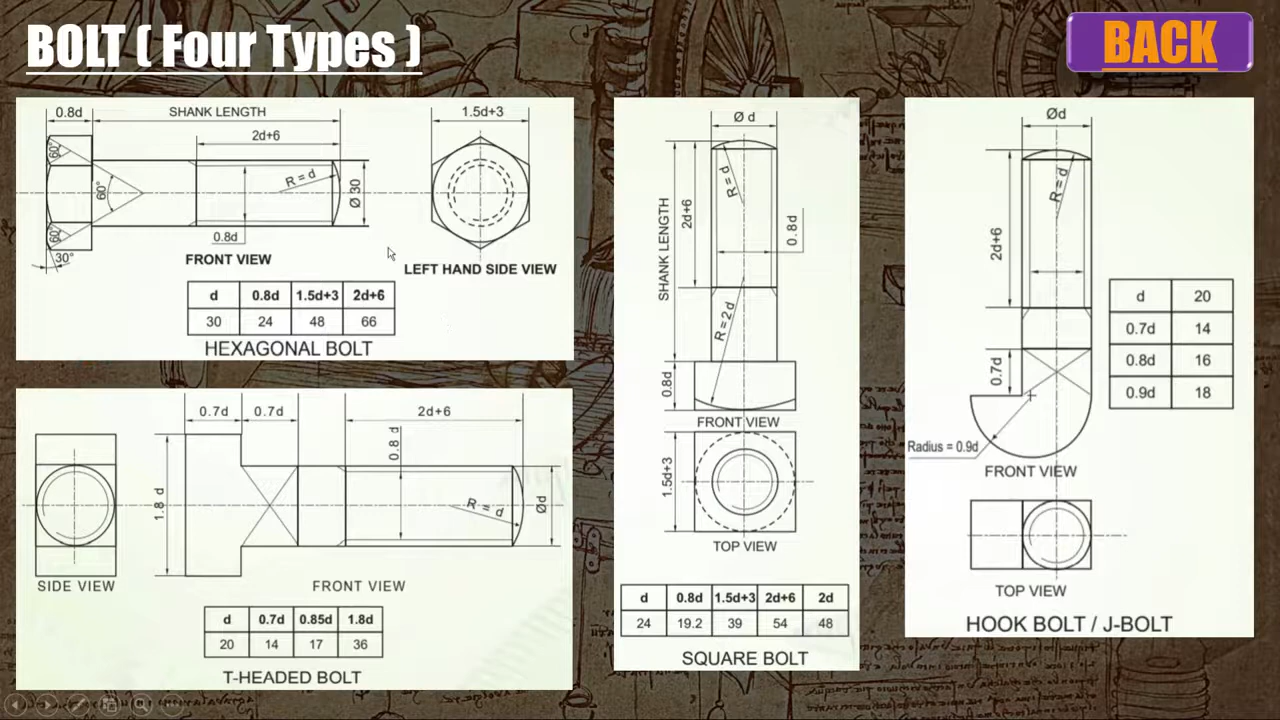 BOLT ( Four Types )
BACK
0.8d
SHANK LENGTH
2d+6
1.5d+3
60°
60°
60°
30°
R = d
Ø 30
0.8d
FRONT VIEW
LEFT HAND SIDE VIEW
d 0.8d 1.5d+3 2d+6
30 24 48 66
HEXAGONAL BOLT
0.7d
0.7d
2d+6
1.8 d
0.8 d
R = d
Ød
SIDE VIEW
FRONT VIEW
d 0.7d 0.85d 1.8d
20 14 17 36
T-HEADED BOLT
Ø d
R = d
SHANK LENGTH
2d+6
0.8d
R = 2d
0.8d
FRONT VIEW
1.5d+3
TOP VIEW
d 0.8d 1.5d+3 2d+6 2d
24 19.2 39 54 48
SQUARE BOLT
Ød
R = d
2d+6
0.7d
Radius = 0.9d
FRONT VIEW
d 20
0.7d 14
0.8d 16
0.9d 18
TOP VIEW
HOOK BOLT / J-BOLT